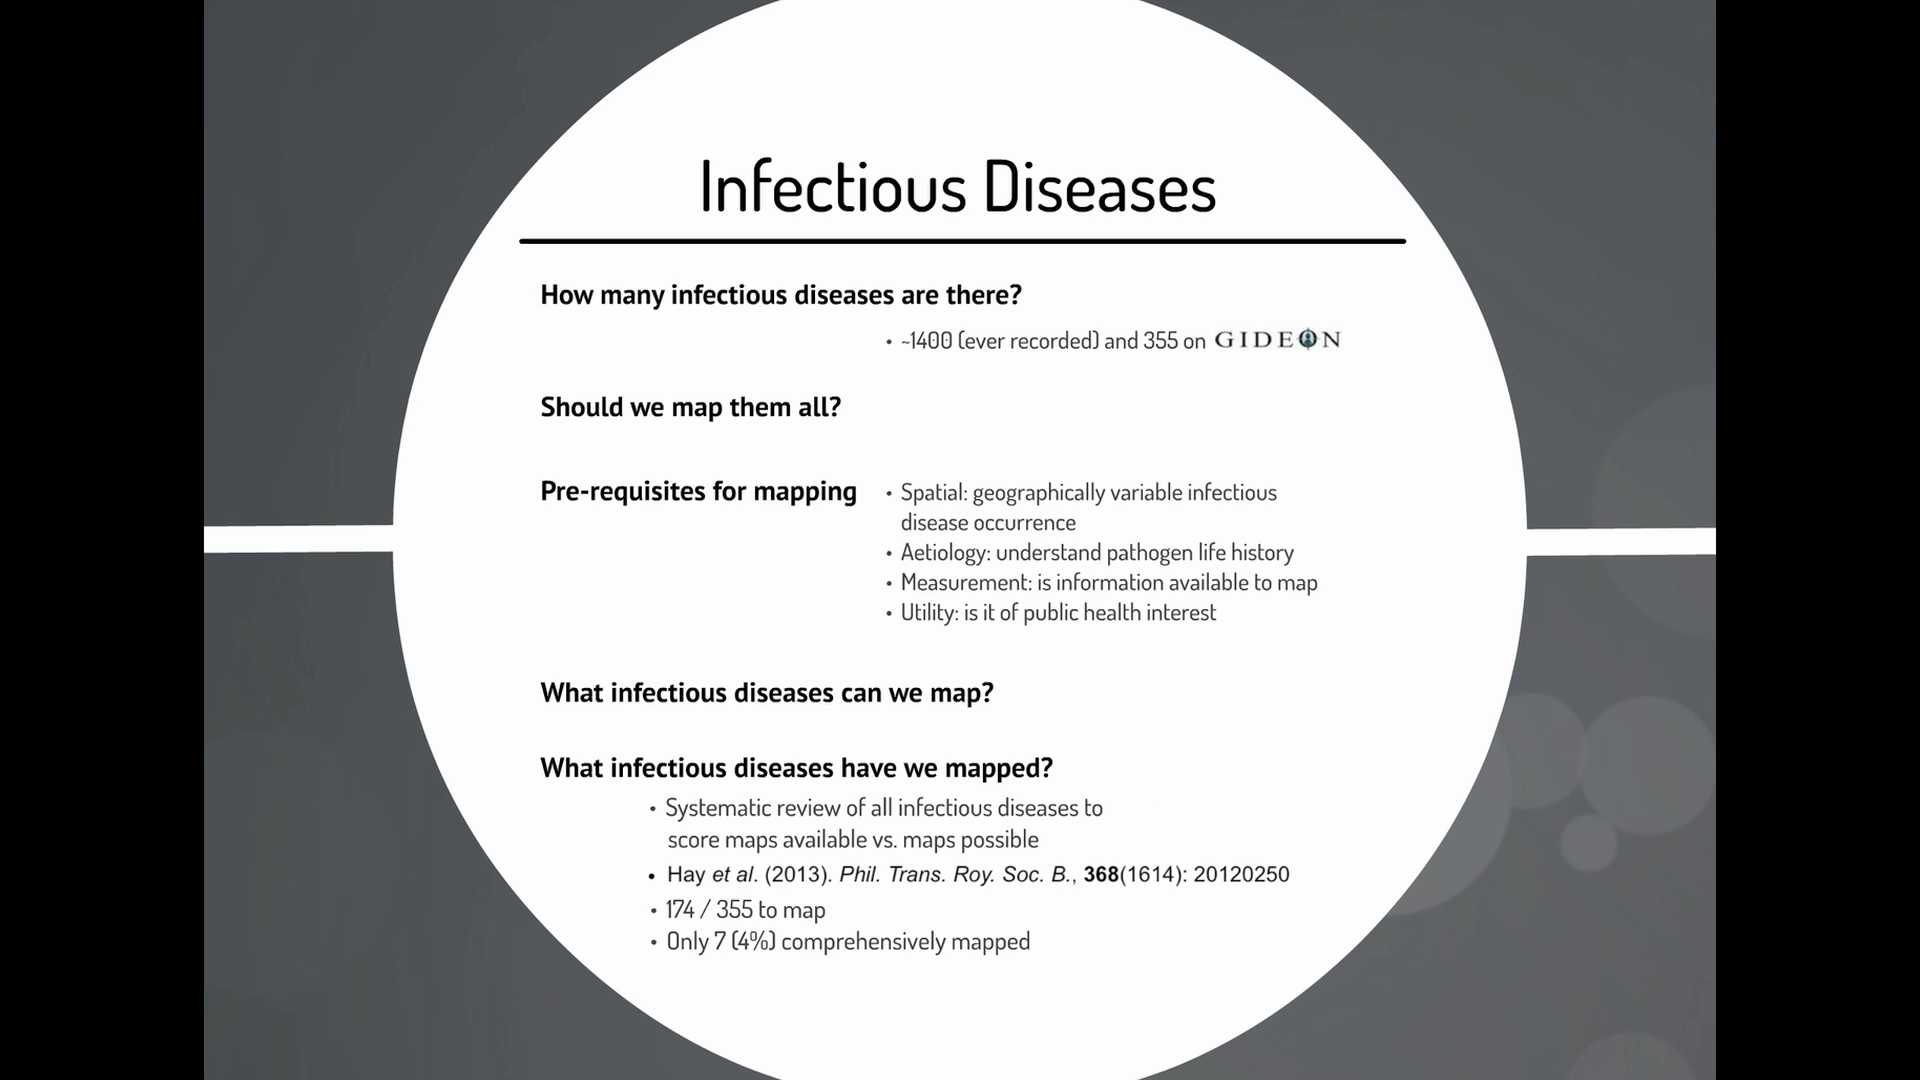 Infectious Diseases
How many infectious diseases are there?
• ~1400 (ever recorded) and 355 on GIDEON
Should we map them all?
Pre-requisites for mapping
• Spatial: geographically variable infectious
disease occurrence
• Aetiology: understand pathogen life history
• Measurement: is information available to map
• Utility: is it of public health interest
What infectious diseases can we map?
What infectious diseases have we mapped?
• Systematic review of all infectious diseases to
score maps available vs. maps possible
• Hay et al. (2013). Phil. Trans. Roy. Soc. B., 368(1614): 20120250
• 174 / 355 to map
• Only 7 (4%) comprehensively mapped